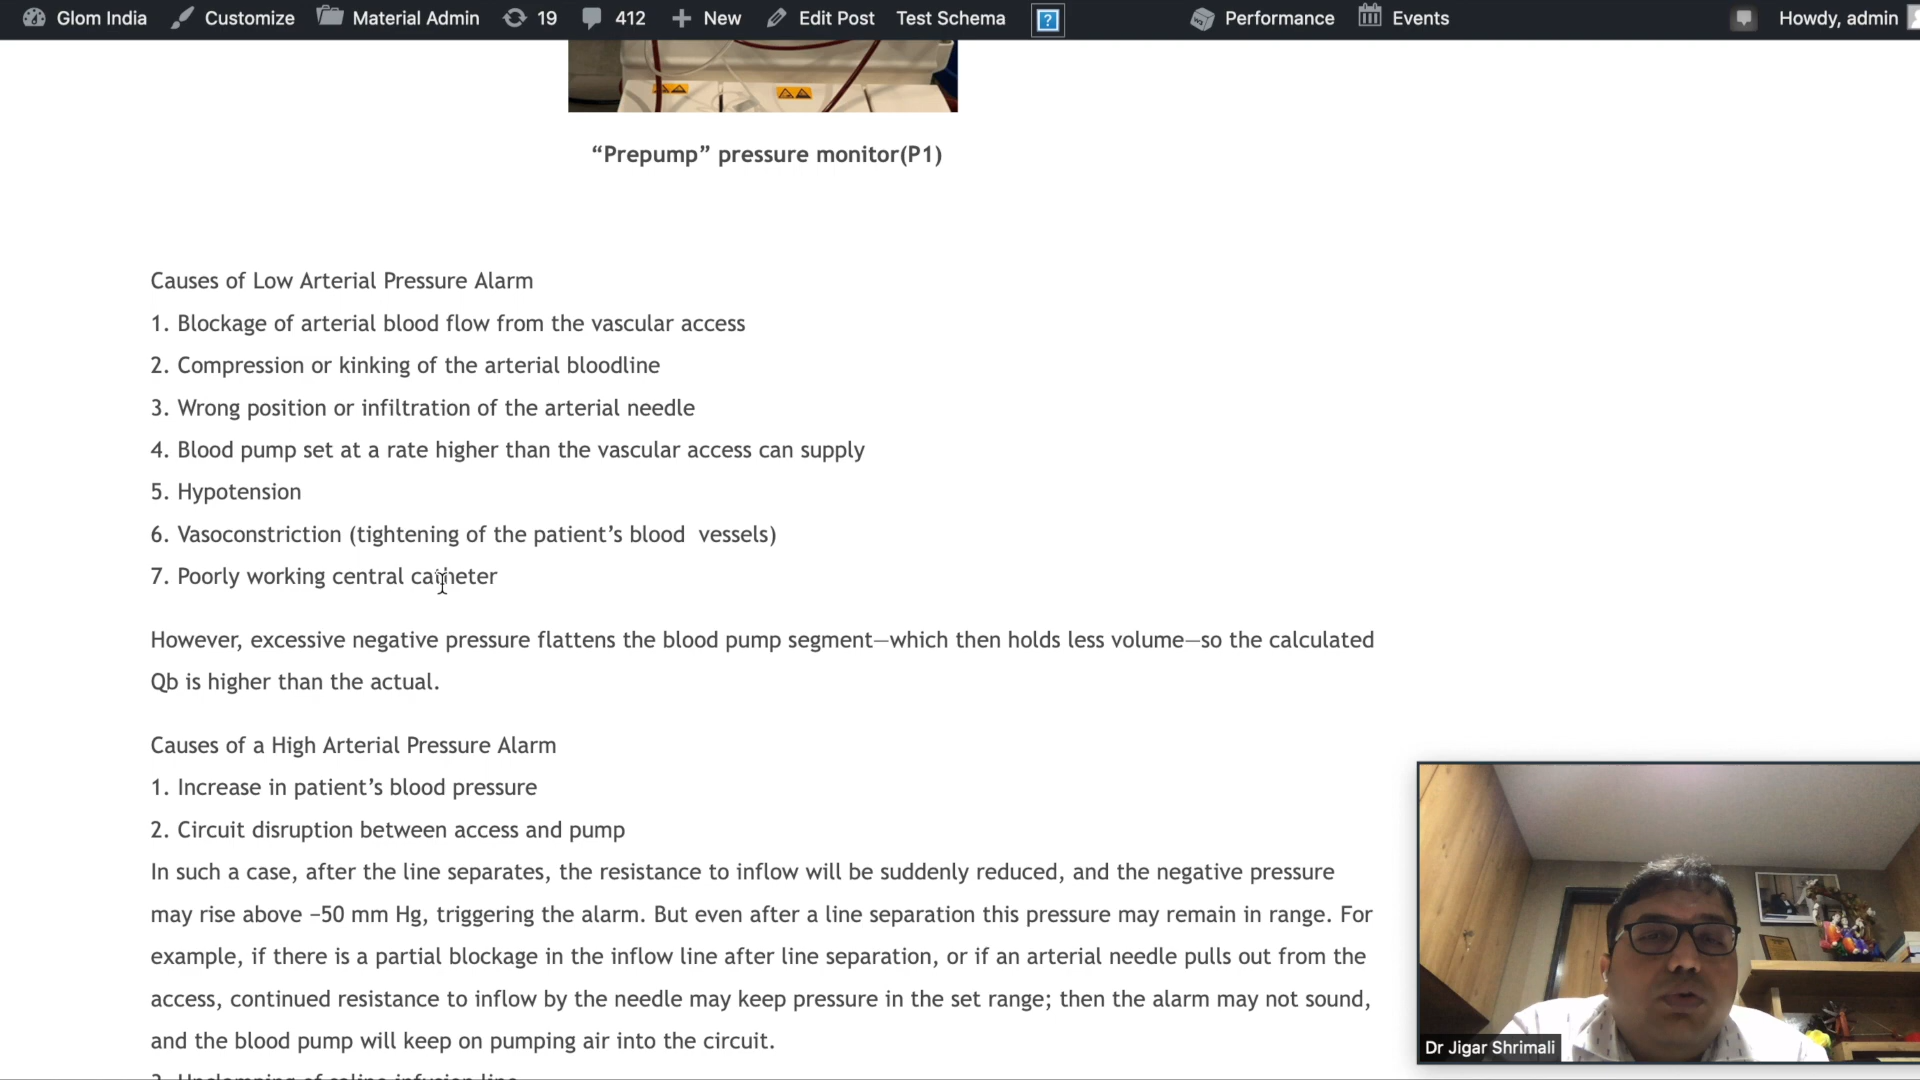 Glom India Customize Material Admin 19 412 New Edit Post Test Schema ? Performance Events Howdy, admin
“Prepump” pressure monitor(P1)
Causes of Low Arterial Pressure Alarm
1. Blockage of arterial blood flow from the vascular access
2. Compression or kinking of the arterial bloodline
3. Wrong position or infiltration of the arterial needle
4. Blood pump set at a rate higher than the vascular access can supply
5. Hypotension
6. Vasoconstriction (tightening of the patient’s blood  vessels)
7. Poorly working central catheter
However, excessive negative pressure flattens the blood pump segment—which then holds less volume—so the calculated
Qb is higher than the actual.
Causes of a High Arterial Pressure Alarm
1. Increase in patient’s blood pressure
2. Circuit disruption between access and pump
In such a case, after the line separates, the resistance to inflow will be suddenly reduced, and the negative pressure
may rise above −50 mm Hg, triggering the alarm. But even after a line separation this pressure may remain in range. For
example, if there is a partial blockage in the inflow line after line separation, or if an arterial needle pulls out from the
access, continued resistance to inflow by the needle may keep pressure in the set range; then the alarm may not sound,
and the blood pump will keep on pumping air into the circuit.
3. Unclamping of saline infusion line
Dr Jigar Shrimali